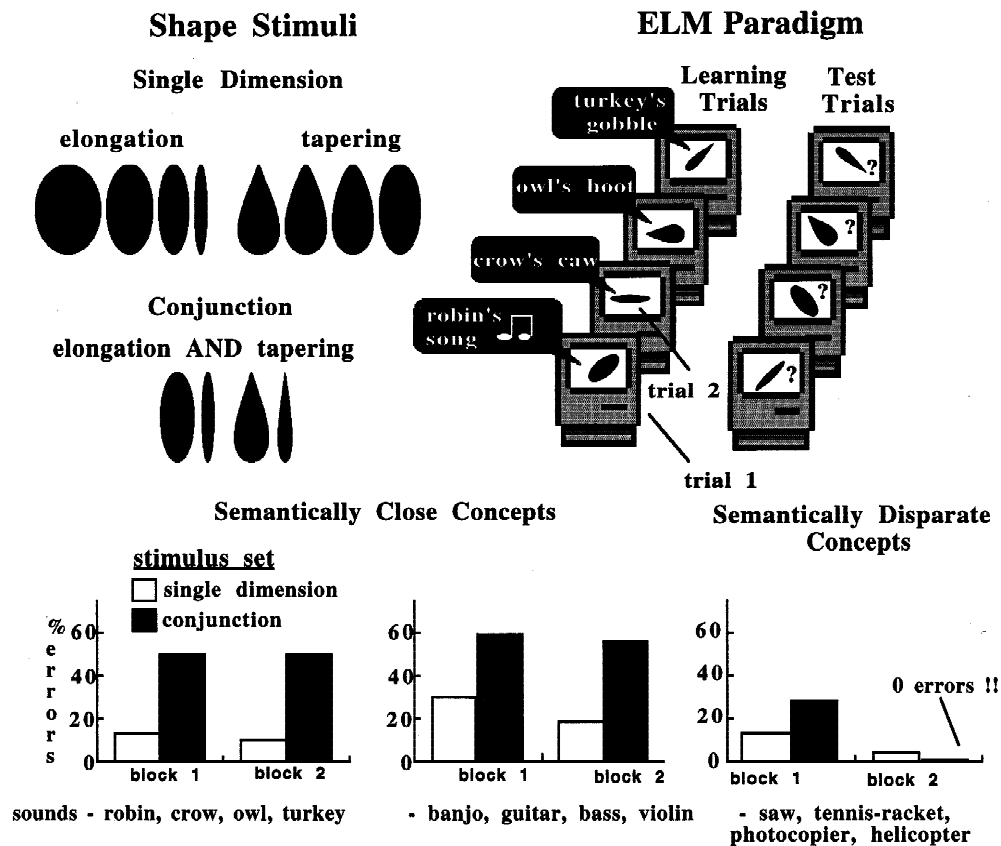 Shape Stimuli
Single Dimension
elongation
tapering
Conjunction
elongation AND tapering
ELM Paradigm
Learning
Trials
Test
Trials
turkey's
gobble
owl's hoot
crow's caw
robin's
song
?
?
?
?
trial 2
trial 1
Semantically Close Concepts
Semantically Disparate
Concepts
stimulus set
single dimension
conjunction
% errors
60
40
20
0
block 1
block 2
60
40
20
0
block 1
block 2
60
40
20
0
0 errors !!
block 1
block 2
sounds - robin, crow, owl, turkey
- banjo, guitar, bass, violin
- saw, tennis-racket,
photocopier, helicopter